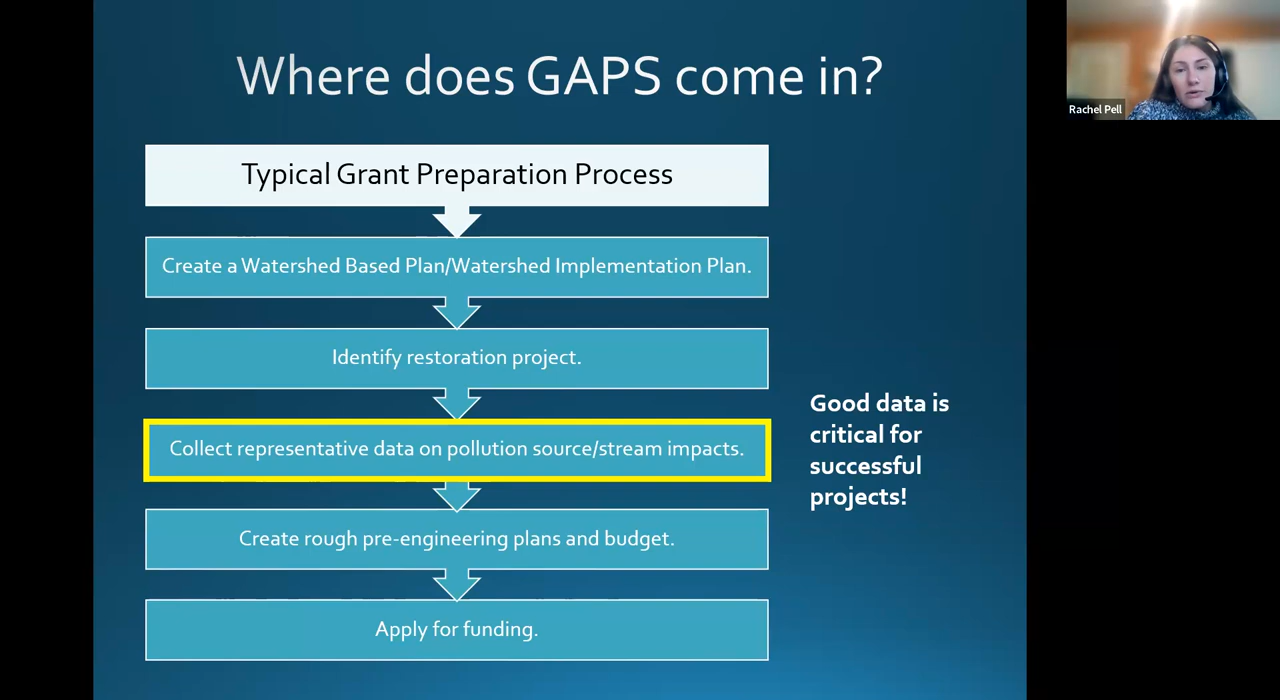 Where does GAPS come in?
Rachel Pell
Typical Grant Preparation Process
Create a Watershed Based Plan/Watershed Implementation Plan.
Identify restoration project.
Collect representative data on pollution source/stream impacts.
Good data is
critical for
successful
projects!
Create rough pre-engineering plans and budget.
Apply for funding.